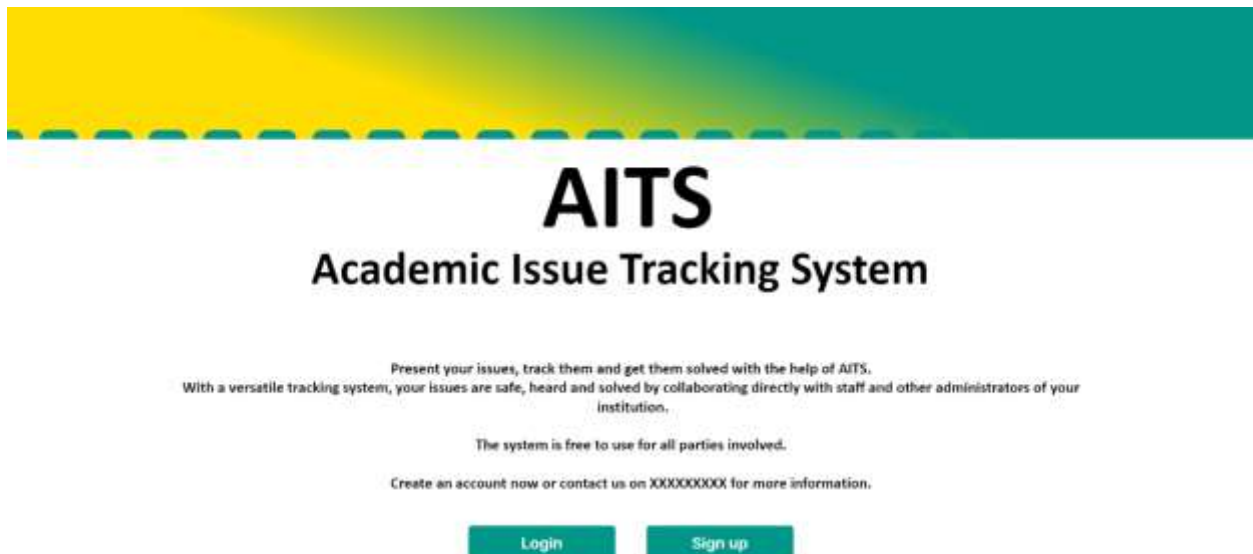 AITS
Academic Issue Tracking System
Present your issues, track them and get them solved with the help of AITS.
With a versatile tracking system, your issues are safe, heard and solved by collaborating directly with staff and other administrators of your
institution.
The system is free to use for all parties involved.
Create an account now or contact us on XXXXXXXXX for more information.
Login Sign up